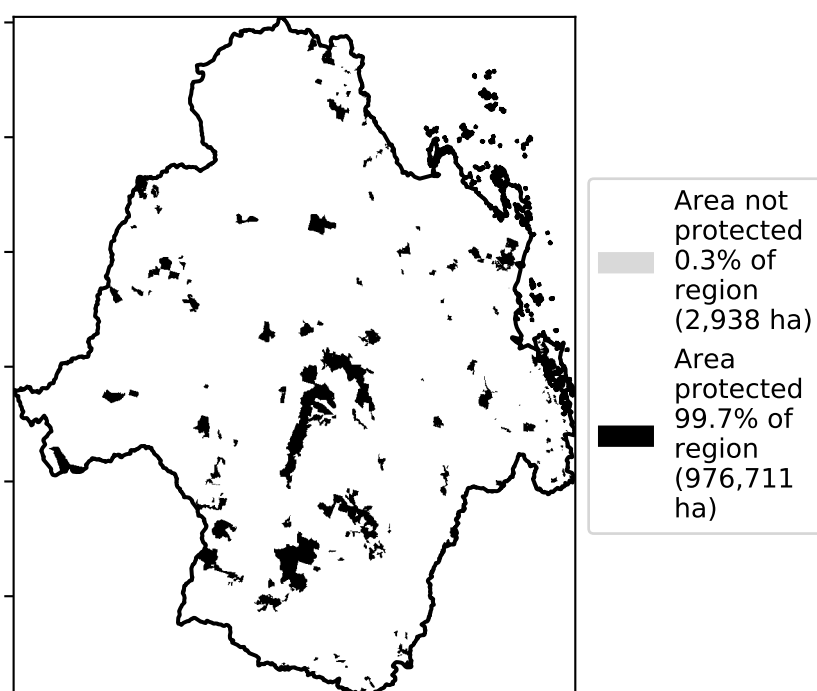 Area not
protected
0.3% of
region
(2,938 ha)
Area
protected
99.7% of
region
(976,711
ha)